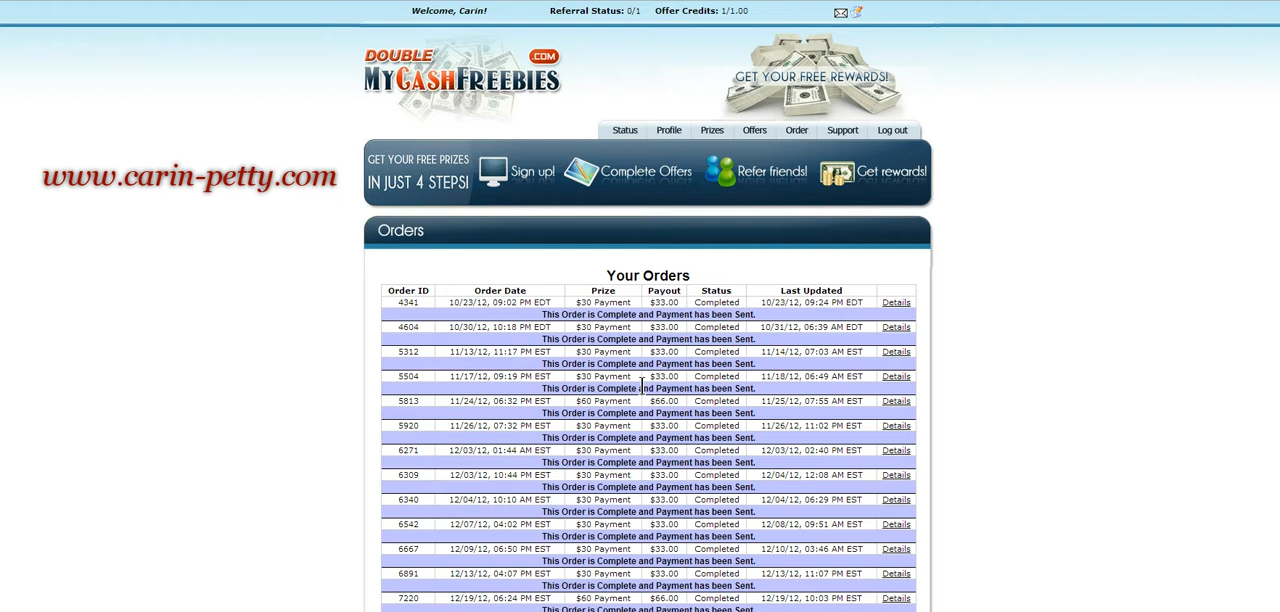 Welcome, Carin! Referral Status: 0/1 Offer Credits: 1/1.00
DOUBLE .COM
MYCASHFREEBIES
GET YOUR FREE REWARDS!
Status Profile Prizes Offers Order Support Log out
GET YOUR FREE PRIZES
IN JUST 4 STEPS!
Sign up! Complete Offers Refer friends! Get rewards!
www.carin-petty.com
Orders
Your Orders
Order ID Order Date Prize Payout Status Last Updated
4341 10/23/12, 09:02 PM EDT $30 Payment $33.00 Completed 10/23/12, 09:24 PM EDT Details
This Order is Complete and Payment has been Sent.
4604 10/30/12, 10:18 PM EDT $30 Payment $33.00 Completed 10/31/12, 06:39 AM EDT Details
This Order is Complete and Payment has been Sent.
5312 11/13/12, 11:17 PM EST $30 Payment $33.00 Completed 11/14/12, 07:03 AM EST Details
This Order is Complete and Payment has been Sent.
5504 11/17/12, 09:19 PM EST $30 Payment $33.00 Completed 11/18/12, 06:49 AM EST Details
This Order is Complete and Payment has been Sent.
5813 11/24/12, 06:32 PM EST $60 Payment $66.00 Completed 11/25/12, 07:55 AM EST Details
This Order is Complete and Payment has been Sent.
5920 11/26/12, 07:32 PM EST $30 Payment $33.00 Completed 11/26/12, 11:02 PM EST Details
This Order is Complete and Payment has been Sent.
6271 12/03/12, 01:44 AM EST $30 Payment $33.00 Completed 12/03/12, 02:40 PM EST Details
This Order is Complete and Payment has been Sent.
6309 12/03/12, 10:44 PM EST $30 Payment $33.00 Completed 12/04/12, 12:08 AM EST Details
This Order is Complete and Payment has been Sent.
6340 12/04/12, 10:10 AM EST $30 Payment $33.00 Completed 12/04/12, 06:29 PM EST Details
This Order is Complete and Payment has been Sent.
6542 12/07/12, 04:02 PM EST $30 Payment $33.00 Completed 12/08/12, 09:51 AM EST Details
This Order is Complete and Payment has been Sent.
6667 12/09/12, 06:50 PM EST $30 Payment $33.00 Completed 12/10/12, 03:46 AM EST Details
This Order is Complete and Payment has been Sent.
6891 12/13/12, 04:07 PM EST $30 Payment $33.00 Completed 12/13/12, 11:07 PM EST Details
This Order is Complete and Payment has been Sent.
7220 12/19/12, 06:24 PM EST $60 Payment $66.00 Completed 12/19/12, 10:03 PM EST Details
This Order is Complete and Payment has been Sent.